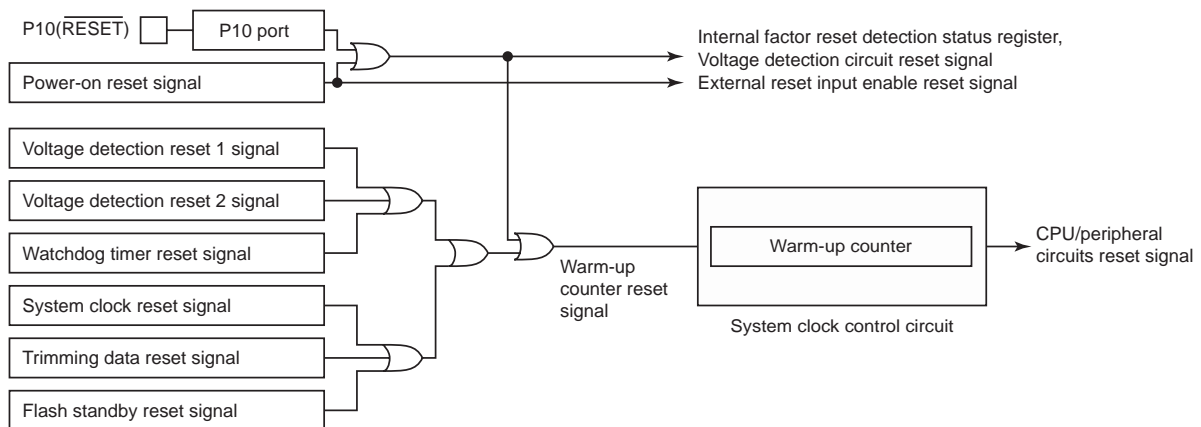 P10(RESET)
P10 port
Internal factor reset detection status register,
Voltage detection circuit reset signal
Power-on reset signal
External reset input enable reset signal
Voltage detection reset 1 signal
Voltage detection reset 2 signal
Watchdog timer reset signal
System clock reset signal
Trimming data reset signal
Flash standby reset signal
Warm-up
counter reset
signal
Warm-up counter
System clock control circuit
CPU/peripheral
circuits reset signal